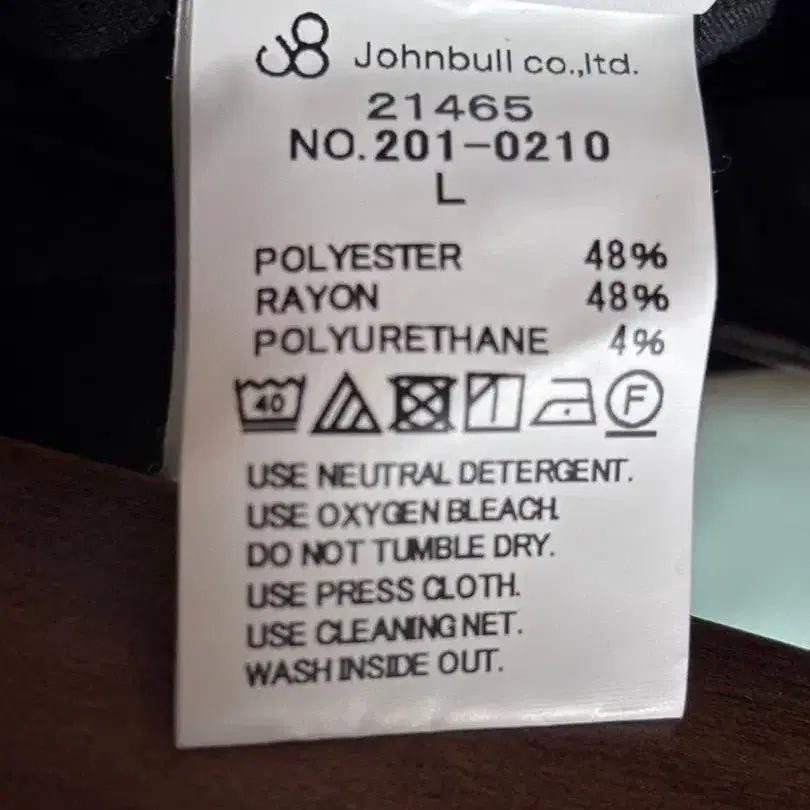 Johnbull co.,ltd.
21465
NO.201-0210
L
POLYESTER 48%
RAYON 48%
POLYURETHANE 4%
40 F
USE NEUTRAL DETERGENT.
USE OXYGEN BLEACH.
DO NOT TUMBLE DRY.
USE PRESS CLOTH.
USE CLEANING NET.
WASH INSIDE OUT.